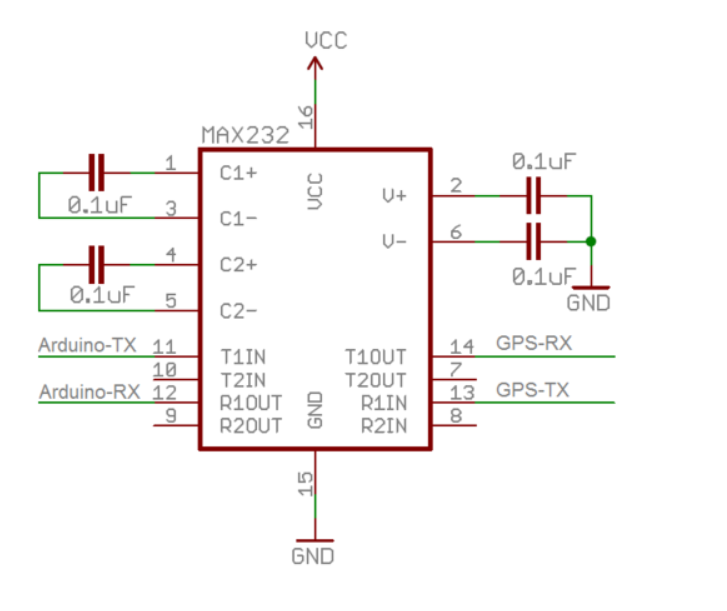 VCC
16
MAX232
1
C1+
0.1uF
3
C1-
4
C2+
0.1uF
5
C2-
VCC
0.1uF
2
V+
6
V-
0.1uF
GND
Arduino-TX
11
T1IN
10
T2IN
Arduino-RX
12
R1OUT
9
R2OUT
GND
T1OUT
14
GPS-RX
T2OUT
7
R1IN
13
GPS-TX
R2IN
8
15
GND